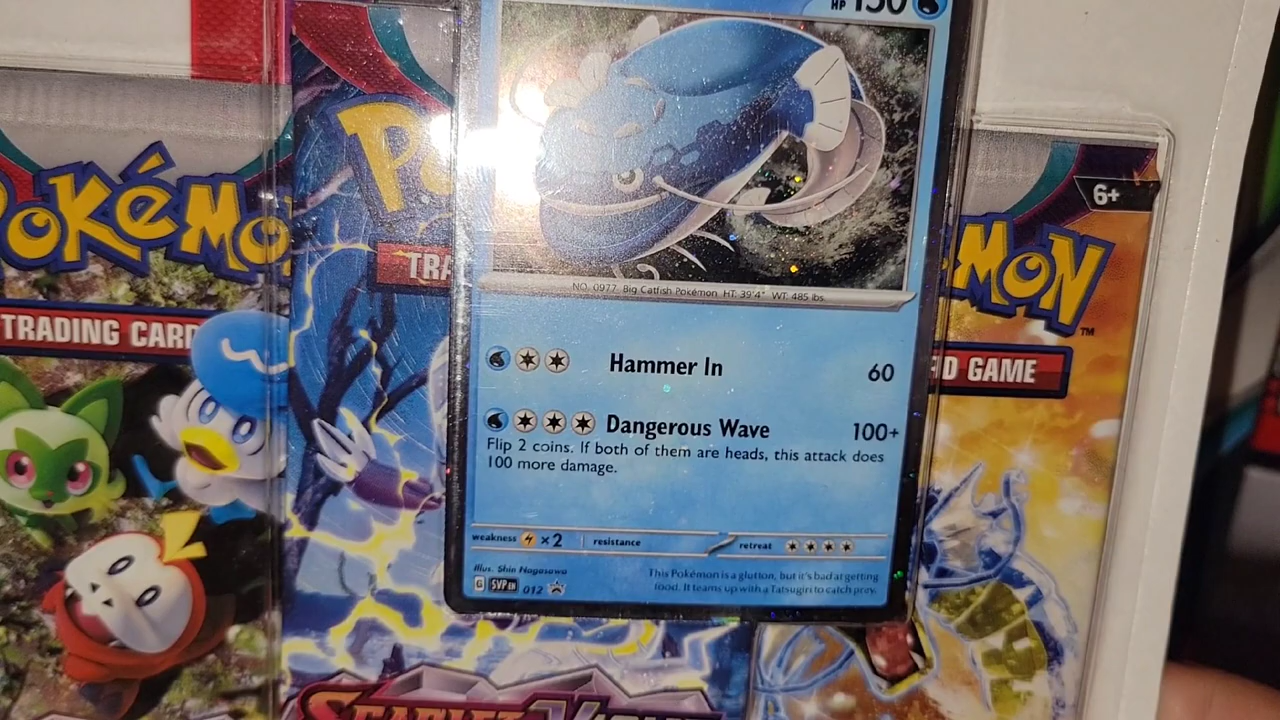 HP 150
POKéMON
TRADING CARD
TRA
6+
MON
™
D GAME
NO. 0977 Big Catfish Pokémon HT: 39'4" WT: 485 lbs.
Hammer In 60
Dangerous Wave 100+
Flip 2 coins. If both of them are heads, this attack does
100 more damage.
weakness ×2 resistance retreat
Illus. Shin Nagasawa
G SVP EN 012
This Pokémon is a glutton, but it's bad at getting
food. It teams up with a Tatsugiri to catch prey.